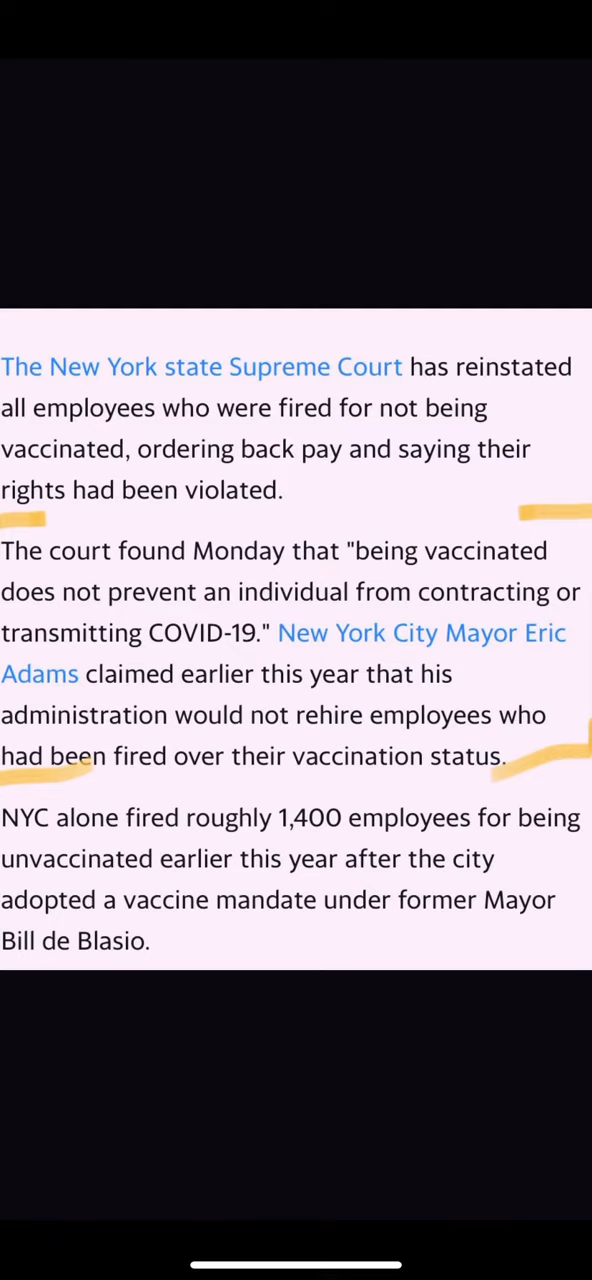 The New York state Supreme Court has reinstated
all employees who were fired for not being
vaccinated, ordering back pay and saying their
rights had been violated.
The court found Monday that "being vaccinated
does not prevent an individual from contracting or
transmitting COVID-19." New York City Mayor Eric
Adams claimed earlier this year that his
administration would not rehire employees who
had been fired over their vaccination status.
NYC alone fired roughly 1,400 employees for being
unvaccinated earlier this year after the city
adopted a vaccine mandate under former Mayor
Bill de Blasio.